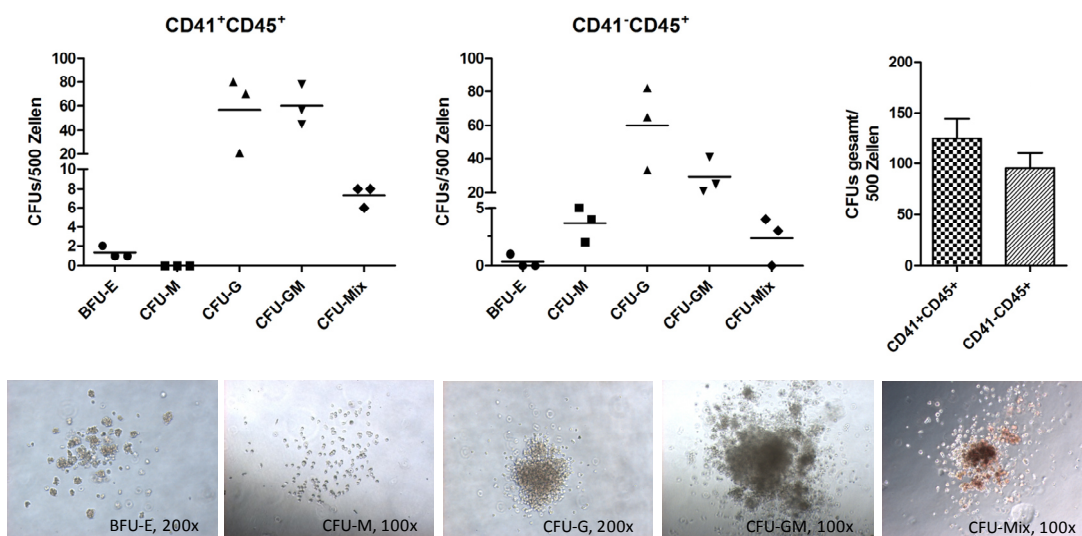 CD41⁺CD45⁺
CFUs/500 Zellen
100
80
60
40
20
10
8
6
4
2
0
BFU-E
CFU-M
CFU-G
CFU-GM
CFU-Mix
CD41⁻CD45⁺
CFUs/500 Zellen
100
80
60
40
20
5
0
BFU-E
CFU-M
CFU-G
CFU-GM
CFU-Mix
CFUs gesamt/
500 Zellen
200
150
100
50
0
CD41+CD45+
CD41-CD45+
BFU-E, 200x
CFU-M, 100x
CFU-G, 200x
CFU-GM, 100x
CFU-Mix, 100x